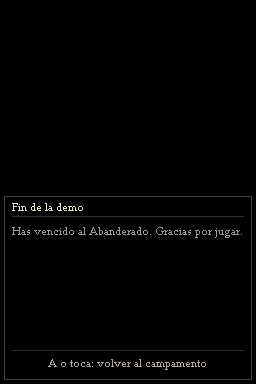 Fin de la demo
Has vencido al Abanderado. Gracias por jugar.
A o toca: volver al campamento